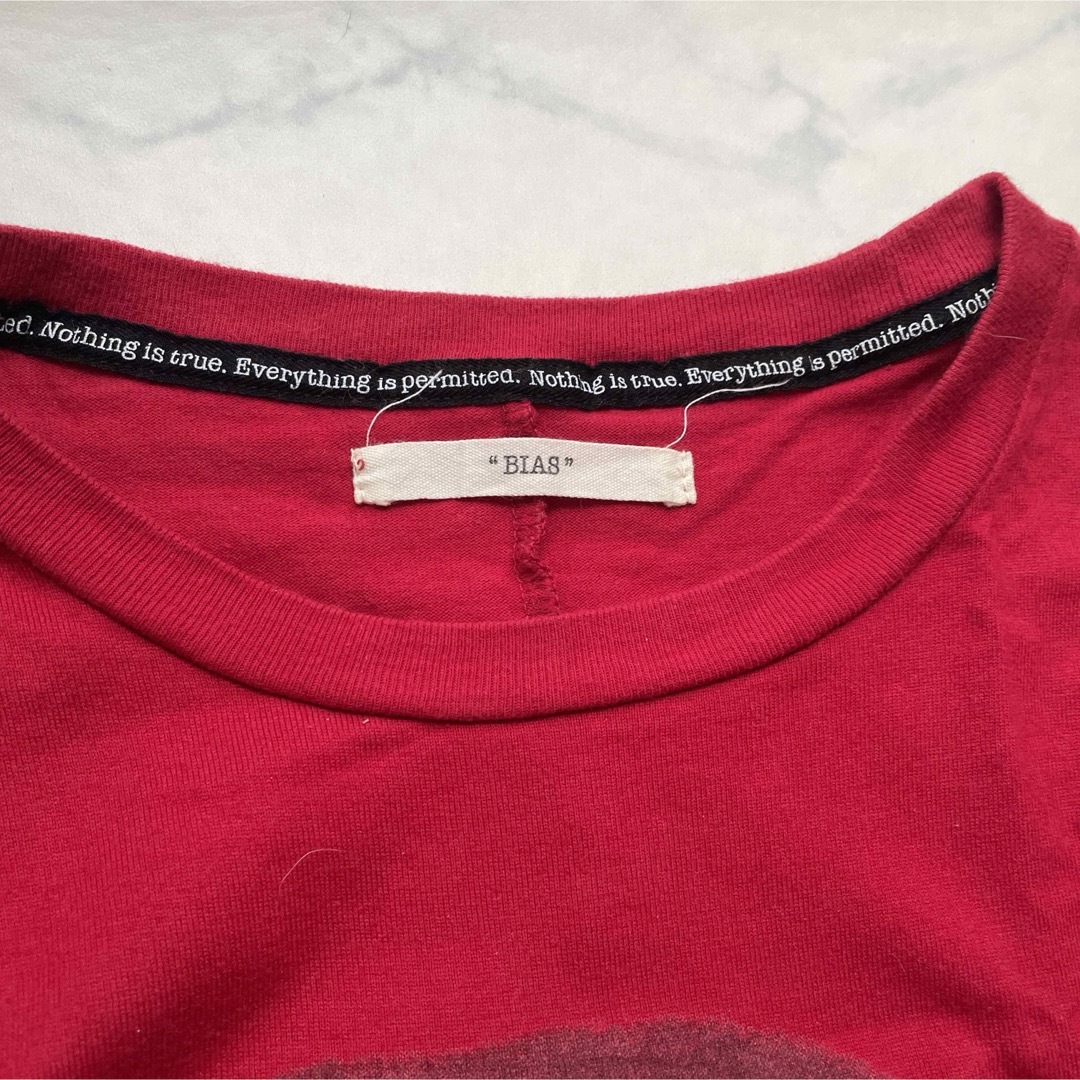 ted. Nothing is true. Everything is permitted. Nothing is true. Everything is permitted. Noth
“BIAS”